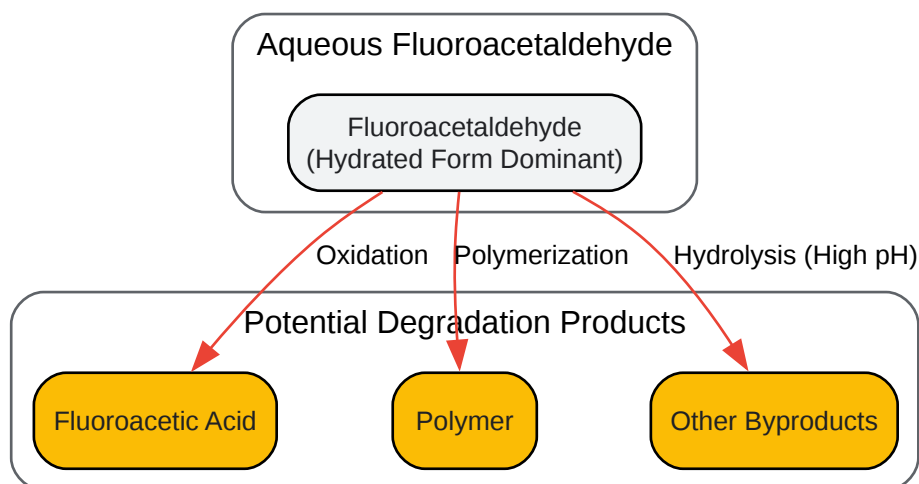 Aqueous Fluoroacetaldehyde
Fluoroacetaldehyde
(Hydrated Form Dominant)
Oxidation
Polymerization
Hydrolysis (High pH)
Potential Degradation Products
Fluoroacetic Acid
Polymer
Other Byproducts